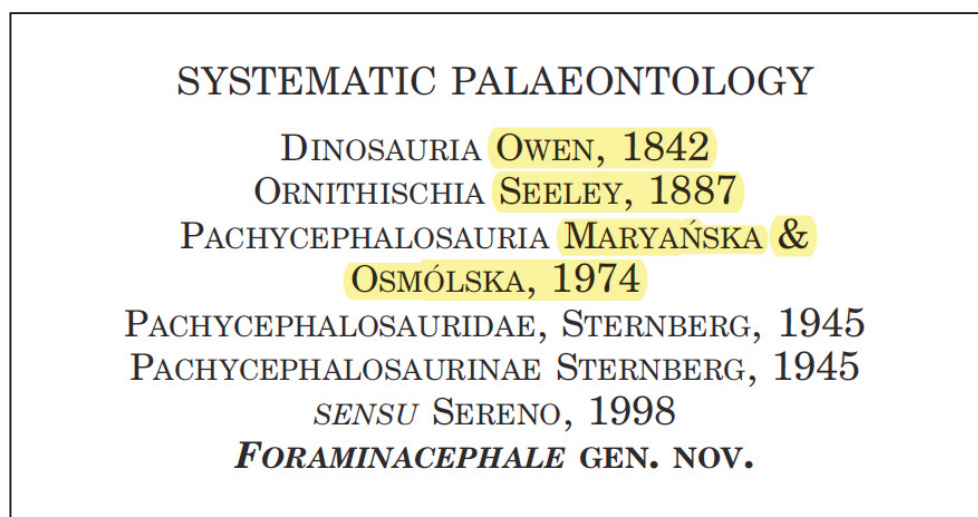 SYSTEMATIC PALAEONTOLOGY
DINOSAURIA OWEN, 1842
ORNITHISCHIA SEELEY, 1887
PACHYCEPHALOSAURIA MARYAŃSKA &
OSMÓLSKA, 1974
PACHYCEPHALOSAURIDAE, STERNBERG, 1945
PACHYCEPHALOSAURINAE STERNBERG, 1945
SENSU SERENO, 1998
FORAMINACEPHALE GEN. NOV.